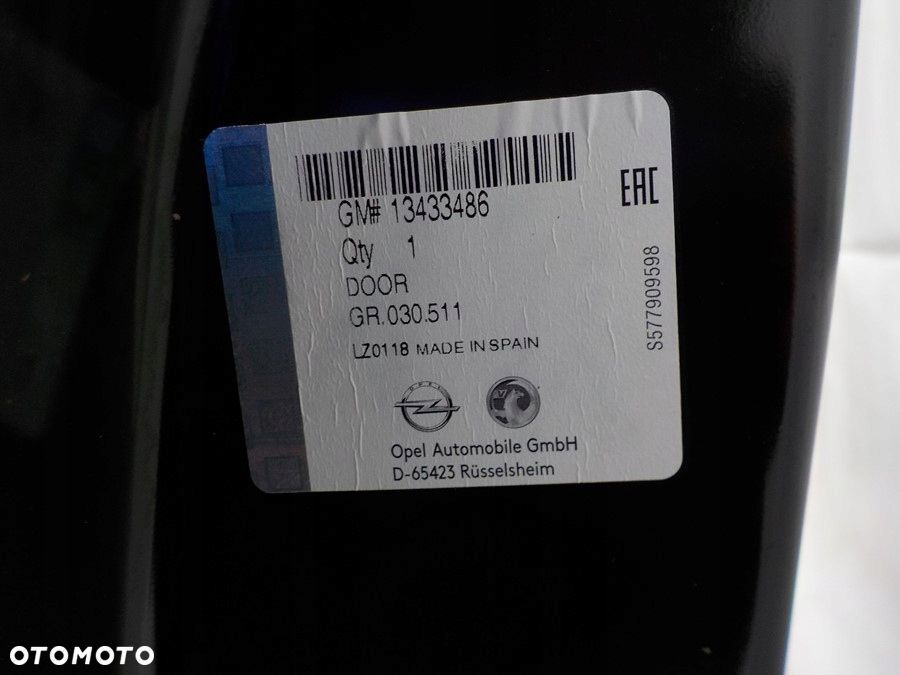 GM# 13433486
Qty 1
DOOR
GR.030.511
LZ0118 MADE IN SPAIN
OPEL
Opel Automobile GmbH
D-65423 Rüsselsheim
EAC
S577909598
OTOMOTO